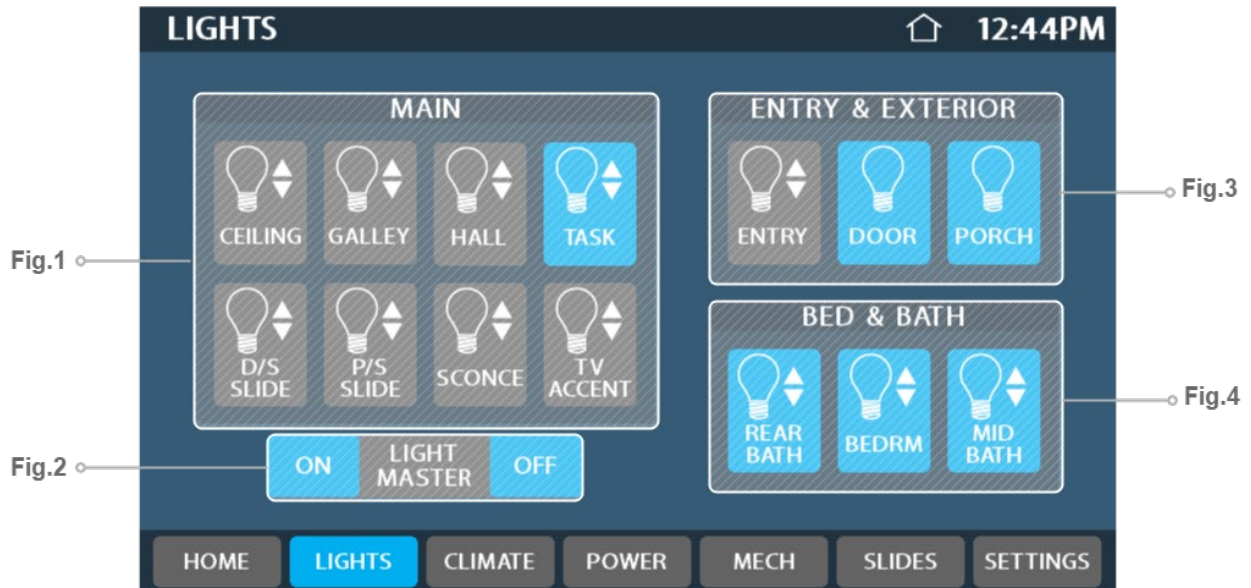 LIGHTS 12:44PM
MAIN
CEILING GALLEY HALL TASK
D/S SLIDE P/S SLIDE SCONCE TV ACCENT
ON LIGHT MASTER OFF
ENTRY & EXTERIOR
ENTRY DOOR PORCH
BED & BATH
REAR BATH BEDRM MID BATH
Fig.1
Fig.2
Fig.3
Fig.4
HOME LIGHTS CLIMATE POWER MECH SLIDES SETTINGS